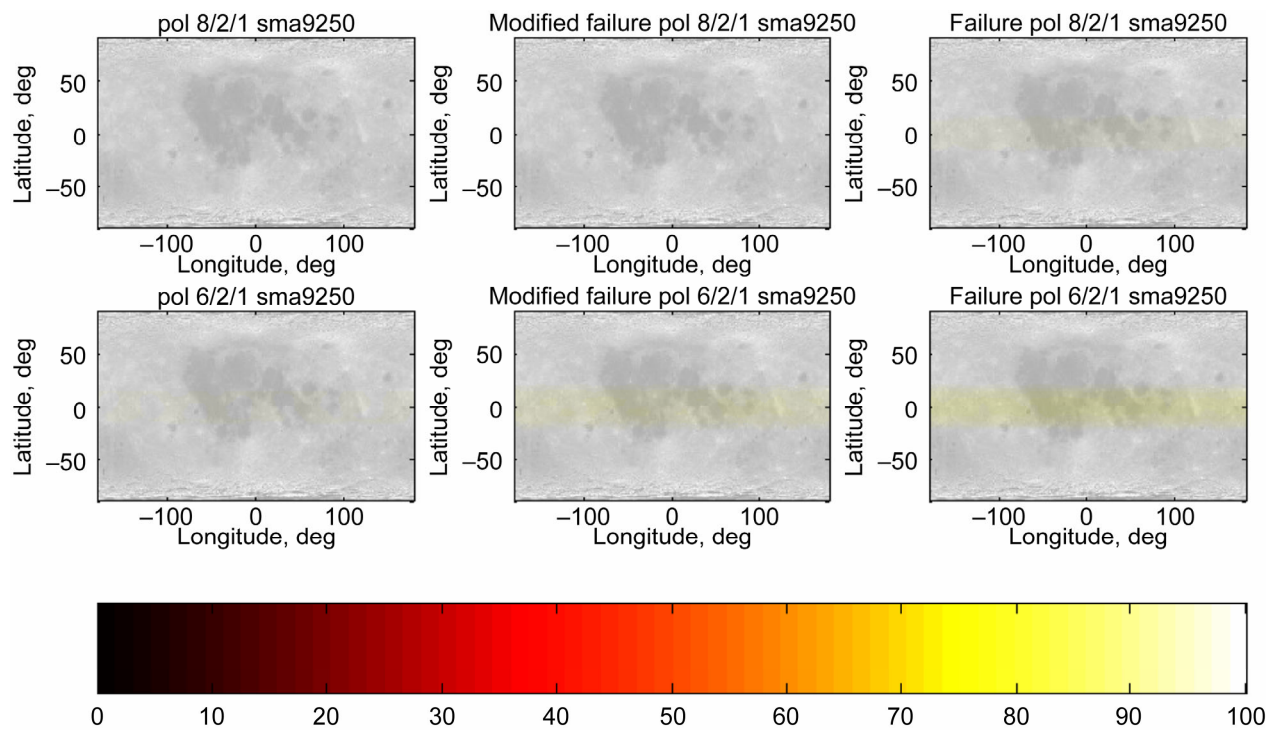 pol 8/2/1 sma9250
Modified failure pol 8/2/1 sma9250
Failure pol 8/2/1 sma9250
Latitude, deg
50
0
–50
–100
0
100
Longitude, deg
Latitude, deg
50
0
–50
–100
0
100
Longitude, deg
Latitude, deg
50
0
–50
–100
0
100
Longitude, deg
pol 6/2/1 sma9250
Modified failure pol 6/2/1 sma9250
Failure pol 6/2/1 sma9250
Latitude, deg
50
0
–50
–100
0
100
Longitude, deg
Latitude, deg
50
0
–50
–100
0
100
Longitude, deg
Latitude, deg
50
0
–50
–100
0
100
Longitude, deg
0 10 20 30 40 50 60 70 80 90 100